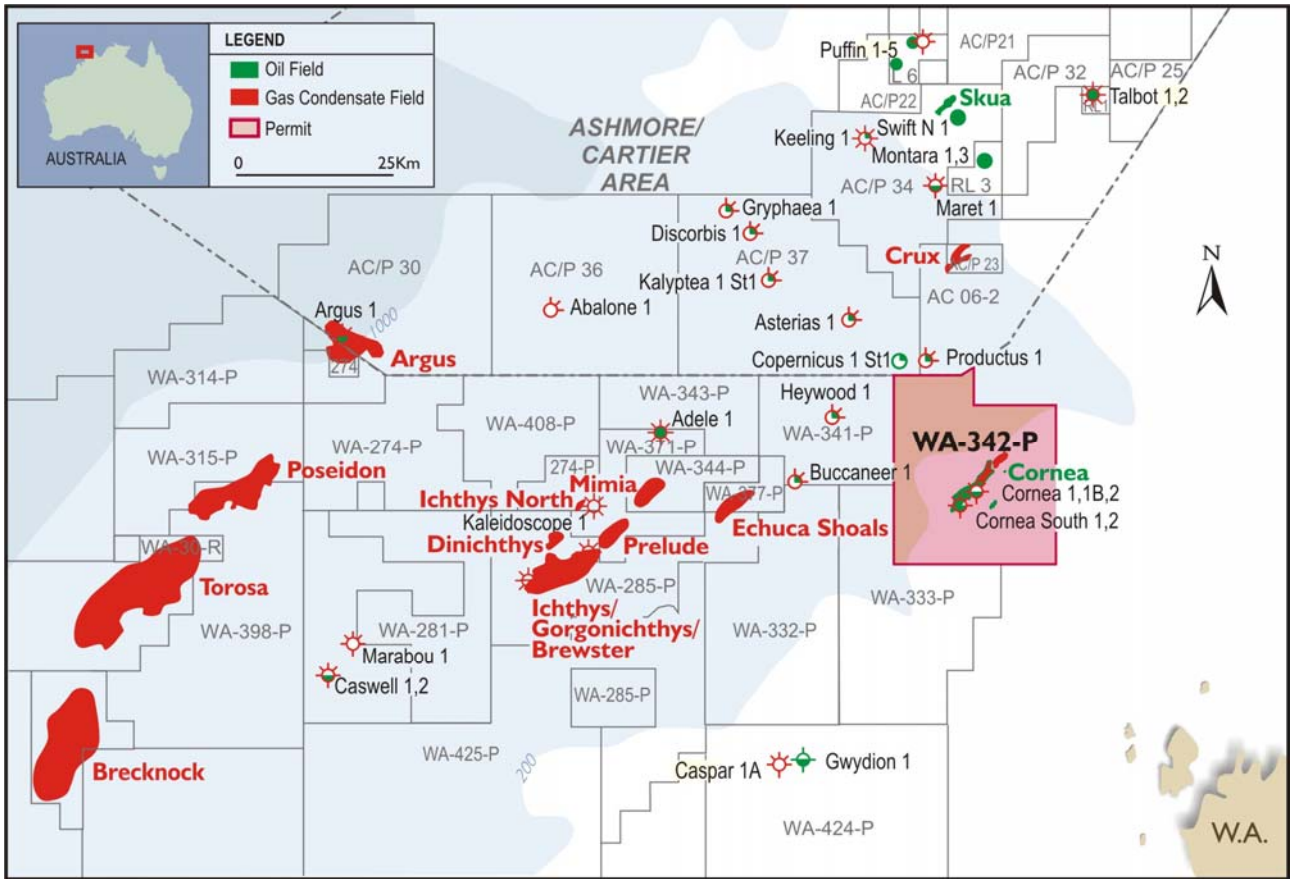 AUSTRALIA
LEGEND
Oil Field
Gas Condensate Field
Permit
0 25Km
N
ASHMORE/
CARTIER
AREA
Puffin 1-5
AC/P21
L 6
AC/P 32
AC/P 25
AC/P22
Skua
Talbot 1,2
RL1
Keeling 1
Swift N 1
Montara 1,3
AC/P 34
RL 3
Maret 1
Gryphaea 1
Discorbis 1
AC/P 30
AC/P 36
AC/P 37
Kalyptea 1 St1
Crux
AC/P 23
AC 06-2
Abalone 1
Argus 1
1000
Asterias 1
Argus
274
Copernicus 1 St1
Productus 1
WA-314-P
WA-343-P
Heywood 1
WA-408-P
Adele 1
WA-274-P
WA-371-P
WA-341-P
WA-342-P
WA-315-P
Poseidon
274-P
WA-344-P
Buccaneer 1
Cornea
Mimia
Ichthys North
WA-377-P
Cornea 1,1B,2
Echuca Shoals
Cornea South 1,2
Kaleidoscope 1
Dinichthys
Prelude
WA-30-R
Torosa
WA-285-P
WA-333-P
Ichthys/
Gorgonichthys/
Brewster
WA-398-P
WA-281-P
WA-332-P
Marabou 1
Caswell 1,2
WA-285-P
Brecknock
WA-425-P
200
Caspar 1A
Gwydion 1
WA-424-P
W.A.